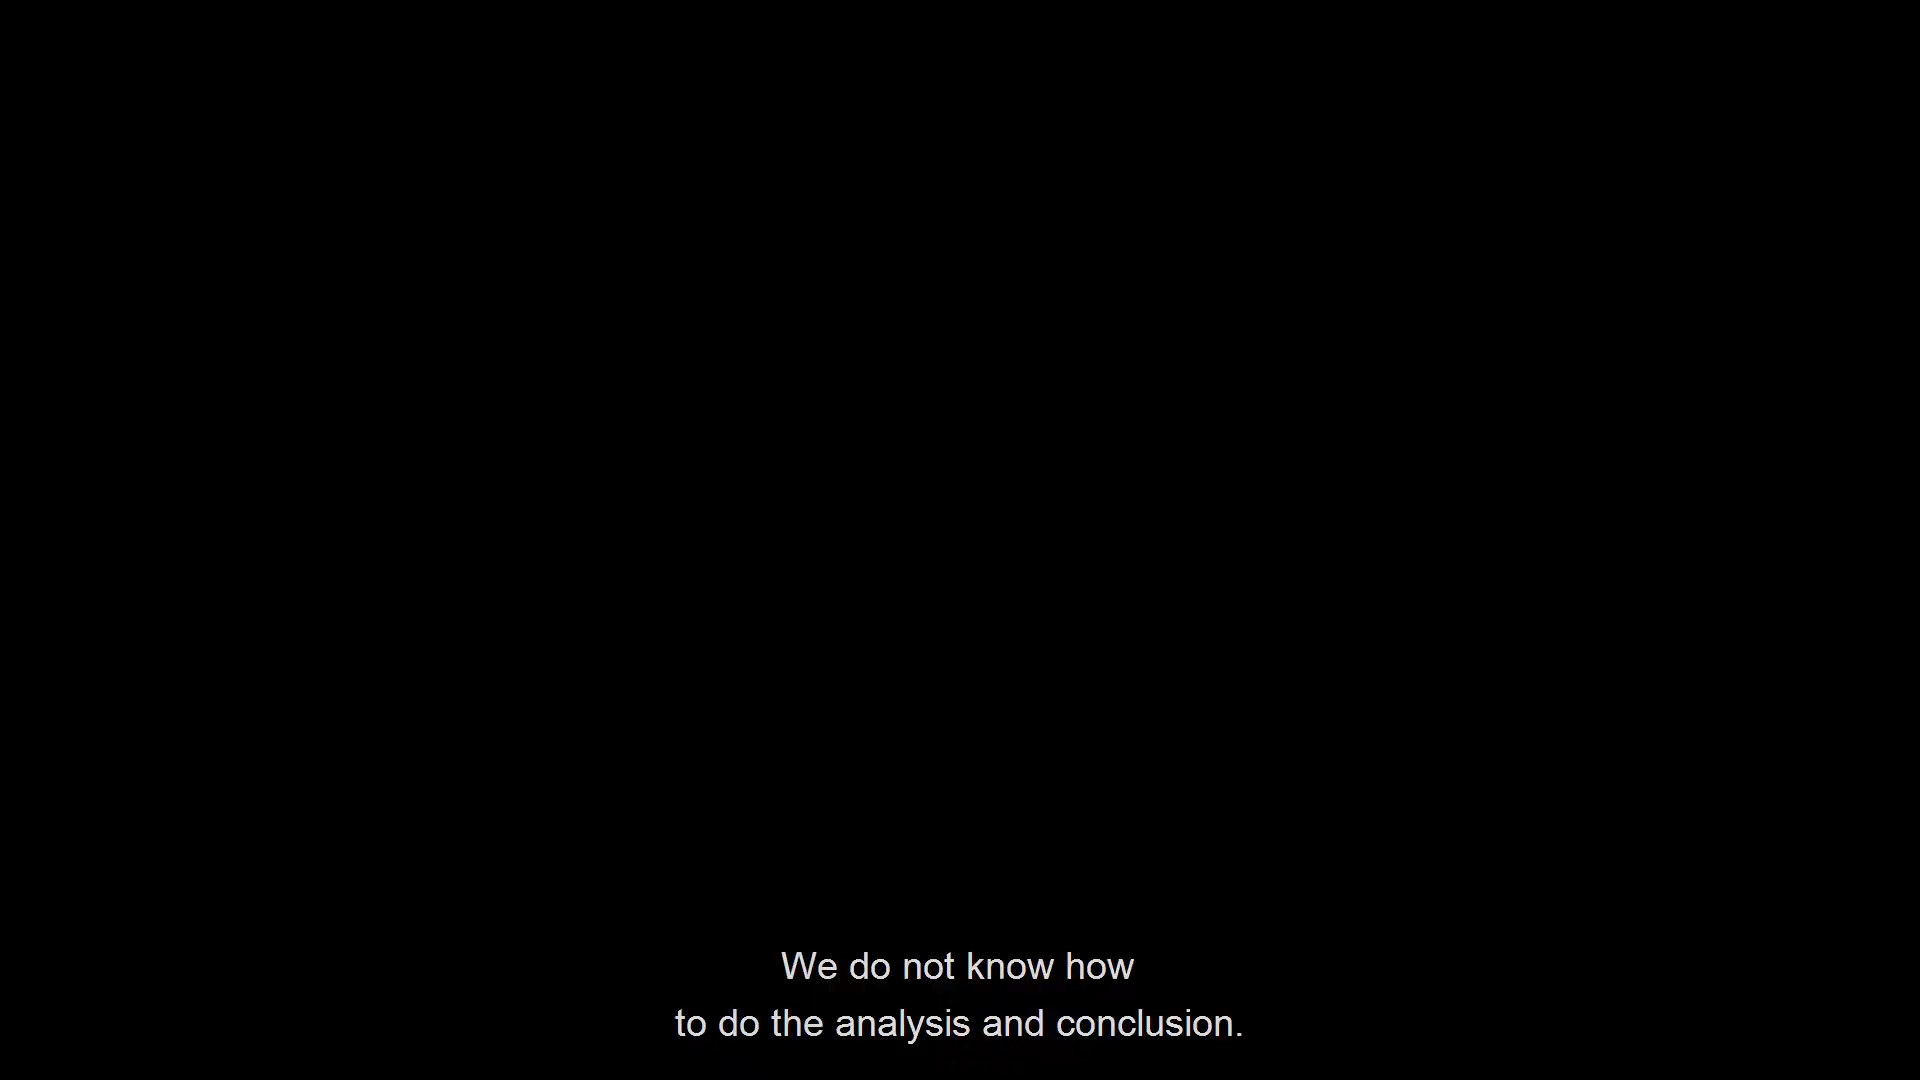 We do not know how
to do the analysis and conclusion.